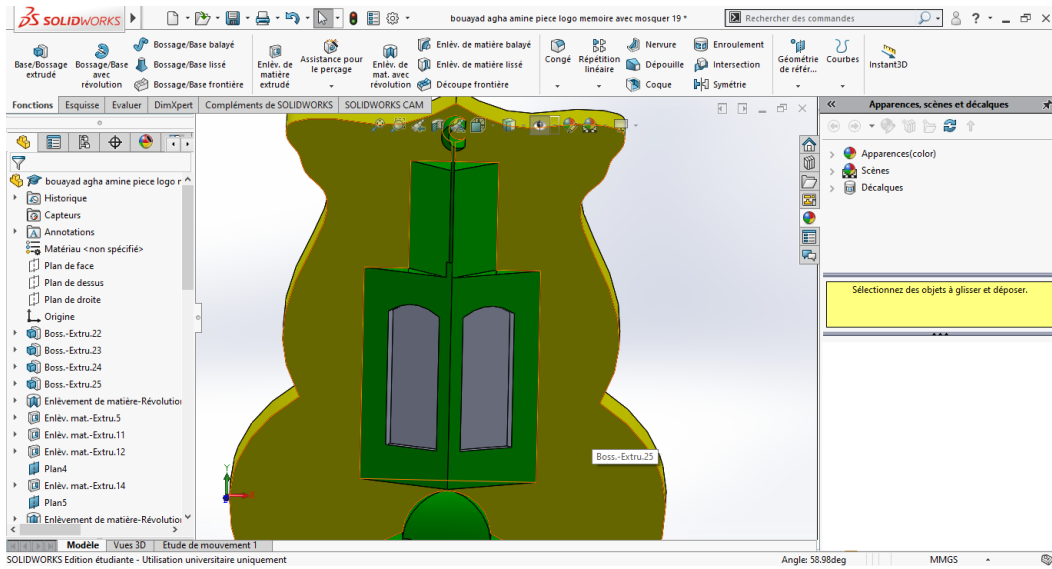 SOLIDWORKS
bouayad agha amine piece logo memoire avec mosquer 19 *
Rechercher des commandes
Base/Bossage extrudé
Bossage/Base avec révolution
Bossage/Base balayé
Bossage/Base lissé
Bossage/Base frontière
Enlèv. de matière extrudé
Assistance pour le perçage
Enlèv. de mat. avec révolution
Enlèv. de matière balayé
Enlèv. de matière lissé
Découpe frontière
Congé
Répétition linéaire
Nervure
Dépouille
Coque
Enroulement
Intersection
Symétrie
Géométrie de référ...
Courbes
Instant3D
Fonctions
Esquisse
Evaluer
DimXpert
Compléments de SOLIDWORKS
SOLIDWORKS CAM
bouayad agha amine piece logo
Historique
Capteurs
Annotations
Matériau <non spécifié>
Plan de face
Plan de dessus
Plan de droite
Origine
Boss.-Extru.22
Boss.-Extru.23
Boss.-Extru.24
Boss.-Extru.25
Enlèvement de matière-Révolution
Enlèv. mat.-Extru.5
Enlèv. mat.-Extru.11
Enlèv. mat.-Extru.12
Plan4
Enlèv. mat.-Extru.14
Plan5
Enlèvement de matière-Révolution
Boss.-Extru.25
Y
Apparences, scènes et décalques
Apparences(color)
Scènes
Décalques
Sélectionnez des objets à glisser et déposer.
Modèle
Vues 3D
Etude de mouvement 1
SOLIDWORKS Edition étudiante - Utilisation universitaire uniquement
Angle: 58.98deg
MMGS